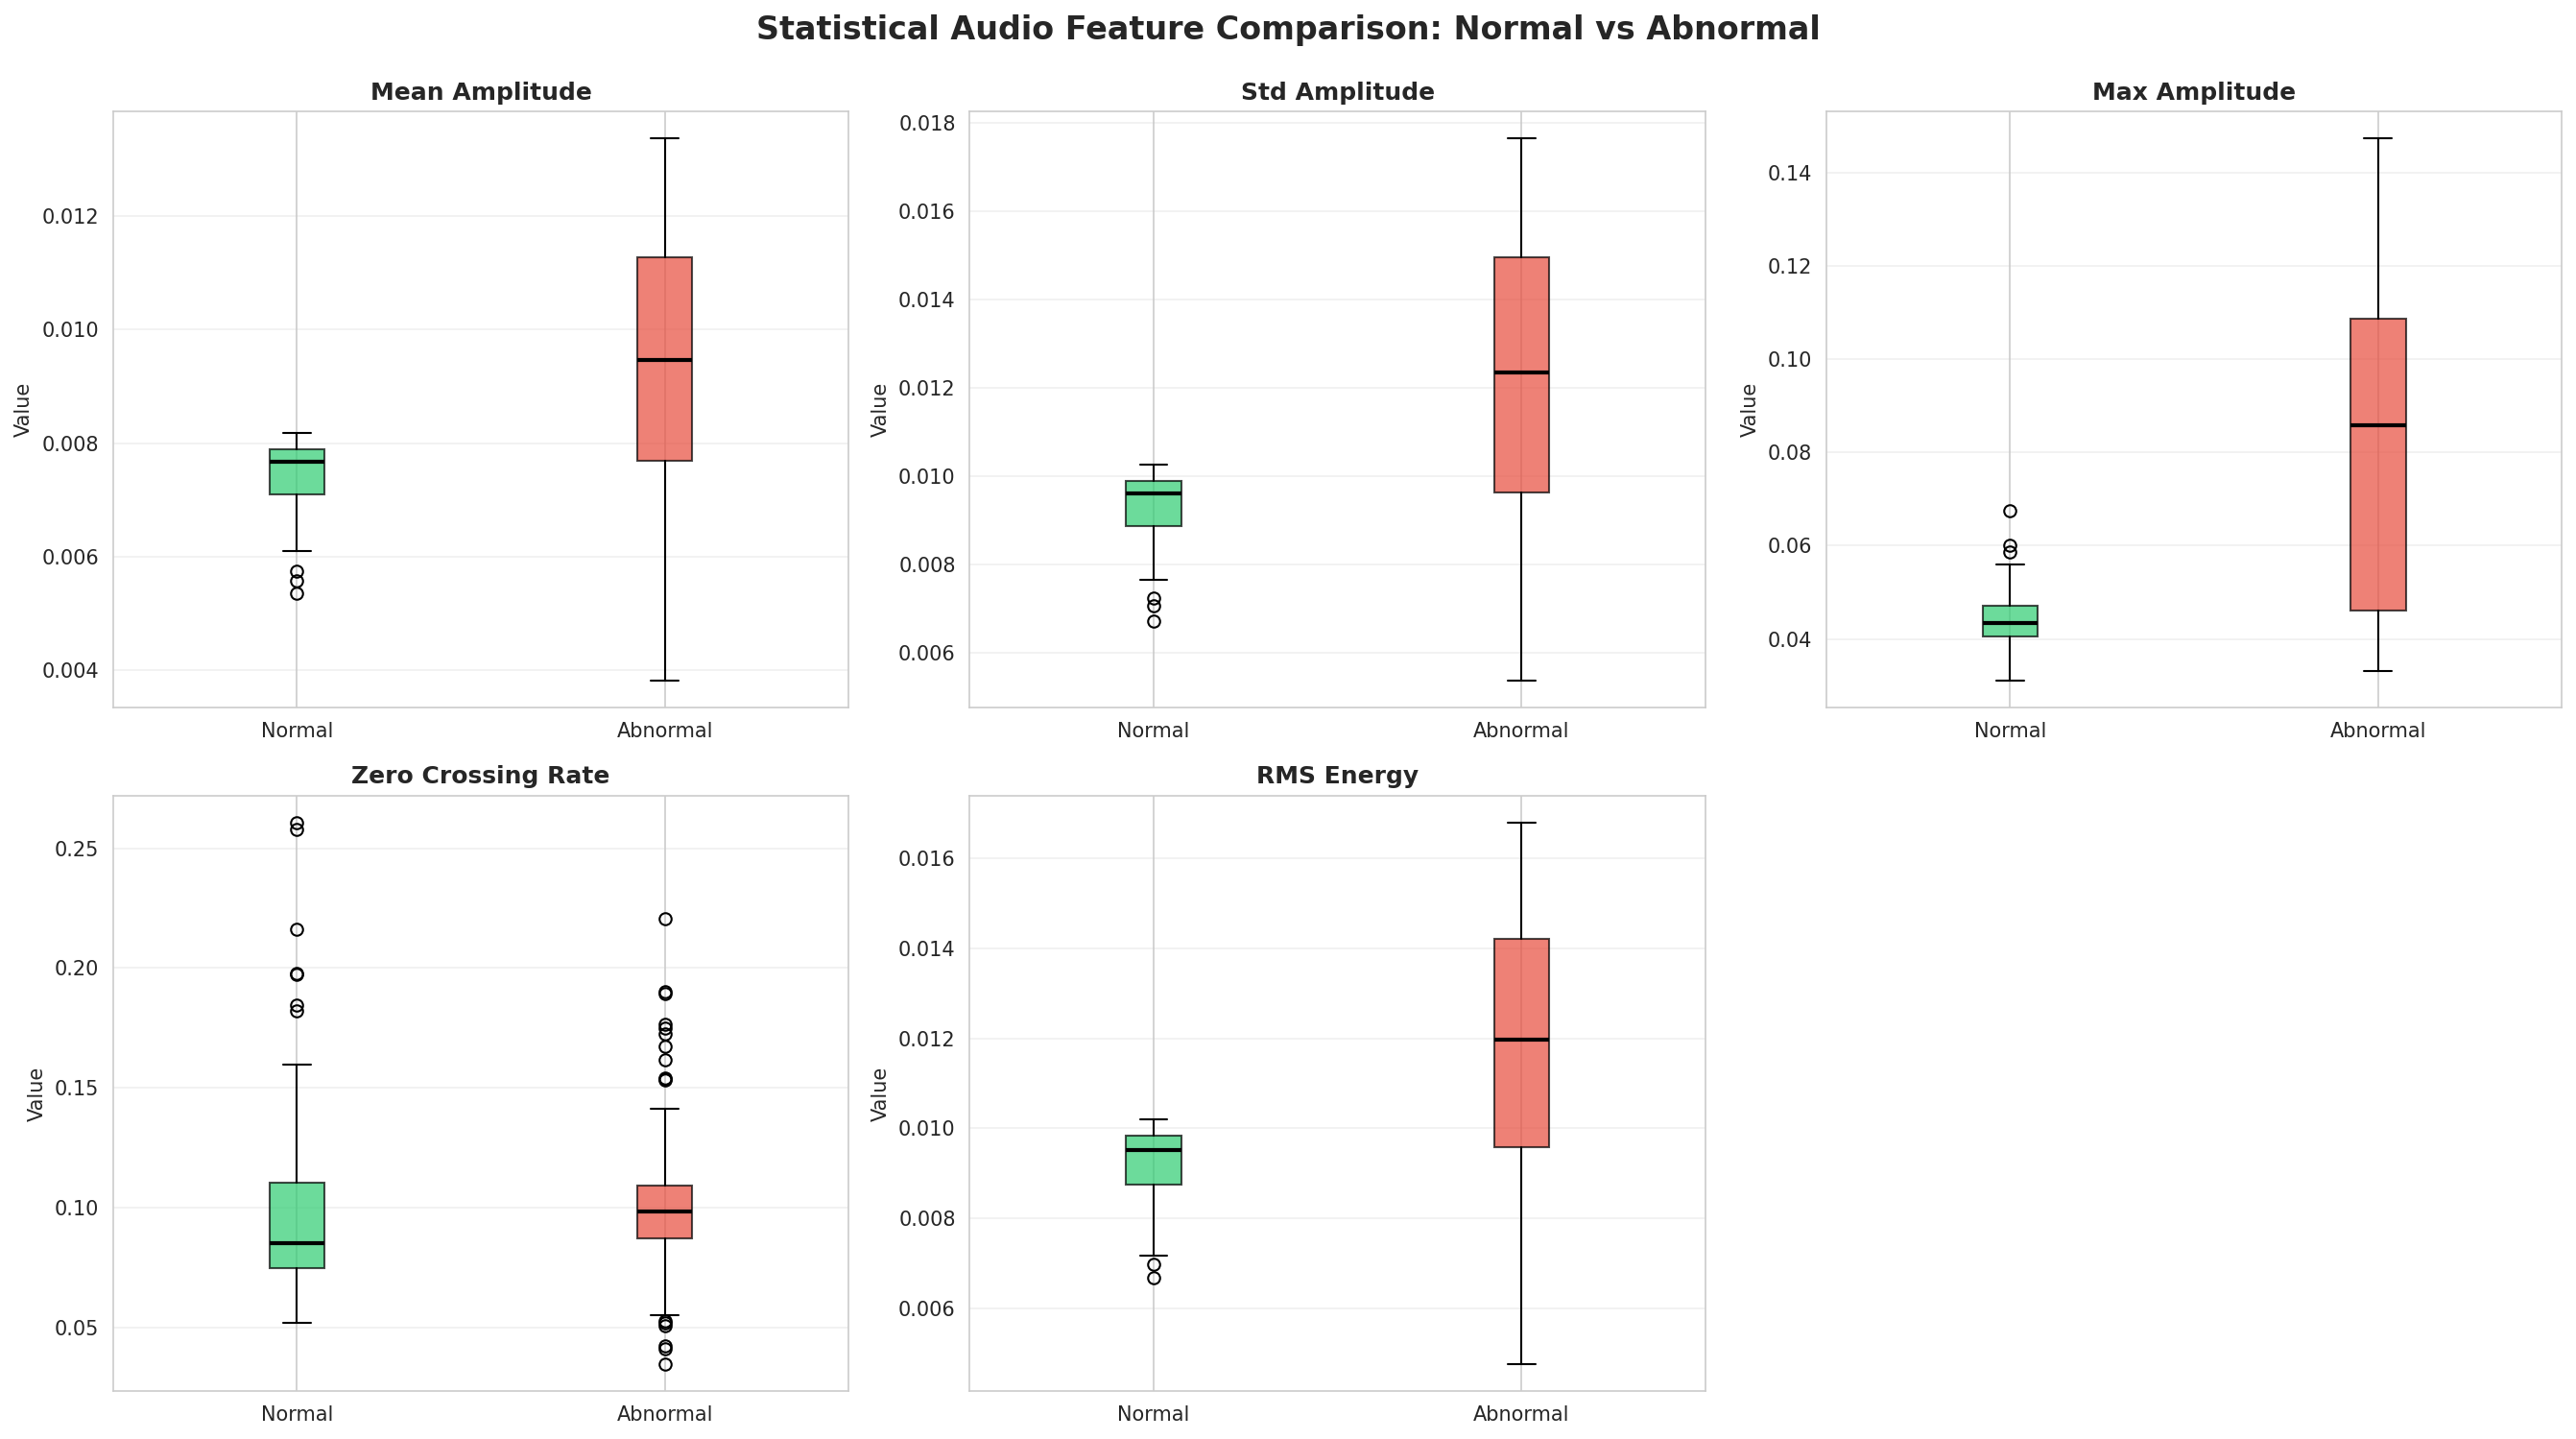 Statistical Audio Feature Comparison: Normal vs Abnormal
Mean Amplitude
Value
0.012
0.010
0.008
0.006
0.004
Normal
Abnormal
Std Amplitude
Value
0.018
0.016
0.014
0.012
0.010
0.008
0.006
Normal
Abnormal
Max Amplitude
Value
0.14
0.12
0.10
0.08
0.06
0.04
Normal
Abnormal
Zero Crossing Rate
Value
0.25
0.20
0.15
0.10
0.05
Normal
Abnormal
RMS Energy
Value
0.016
0.014
0.012
0.010
0.008
0.006
Normal
Abnormal